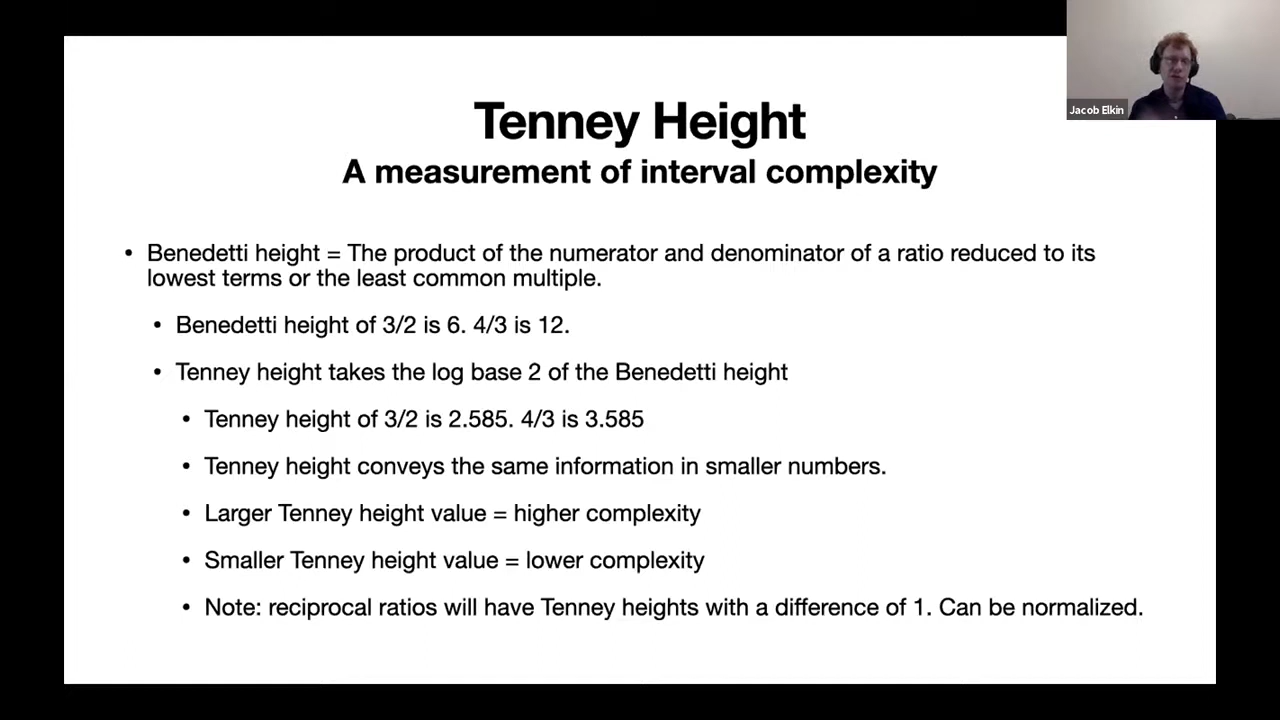 Jacob Elkin
Tenney Height
A measurement of interval complexity
• Benedetti height = The product of the numerator and denominator of a ratio reduced to its
lowest terms or the least common multiple.
• Benedetti height of 3/2 is 6. 4/3 is 12.
• Tenney height takes the log base 2 of the Benedetti height
• Tenney height of 3/2 is 2.585. 4/3 is 3.585
• Tenney height conveys the same information in smaller numbers.
• Larger Tenney height value = higher complexity
• Smaller Tenney height value = lower complexity
• Note: reciprocal ratios will have Tenney heights with a difference of 1. Can be normalized.